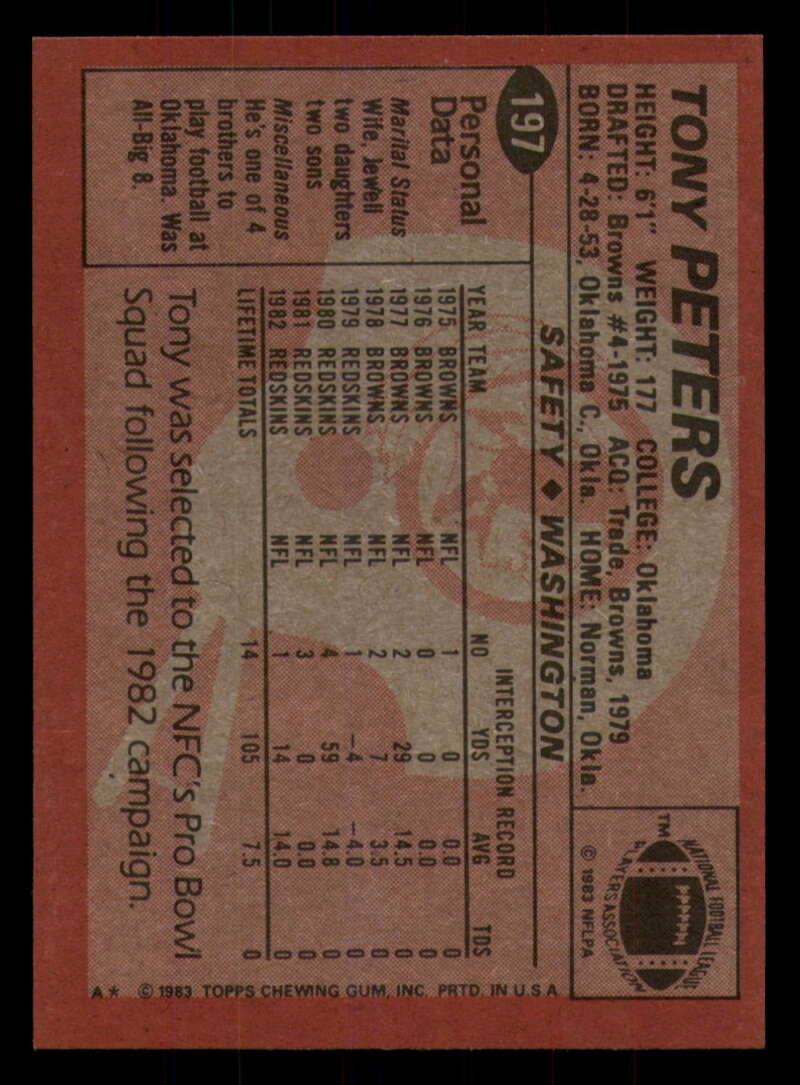 TONY PETERS
HEIGHT: 6'1" WEIGHT: 177 COLLEGE: Oklahoma
DRAFTED: Browns #4-1975 ACQ: Trade, Browns, 1979
BORN: 4-28-53, Oklahoma C., Okla. HOME: Norman, Okla.
NATIONAL FOOTBALL LEAGUE
PLAYERS ASSOCIATION
TM
© 1983 NFLPA
197
SAFETY ◆ WASHINGTON
Personal
Data
Marital Status
Wife, Jewell
two daughters
two sons
Miscellaneous
He's one of 4
brothers to
play football at
Oklahoma. Was
All-Big 8.
INTERCEPTION RECORD
YEAR TEAM NO YDS AVG TDS
1975 BROWNS NFL 1 0 0.0 0
1976 BROWNS NFL 0 0 0.0 0
1977 BROWNS NFL 2 29 14.5 0
1978 BROWNS NFL 2 7 3.5 0
1979 REDSKINS NFL 1 -4 -4.0 0
1980 REDSKINS NFL 4 59 14.8 0
1981 REDSKINS NFL 3 0 0.0 0
1982 REDSKINS NFL 1 14 14.0 0
LIFETIME TOTALS 14 105 7.5 0
Tony was selected to the NFC's Pro Bowl
Squad following the 1982 campaign.
A* © 1983 TOPPS CHEWING GUM, INC. PRTD. IN U.S.A